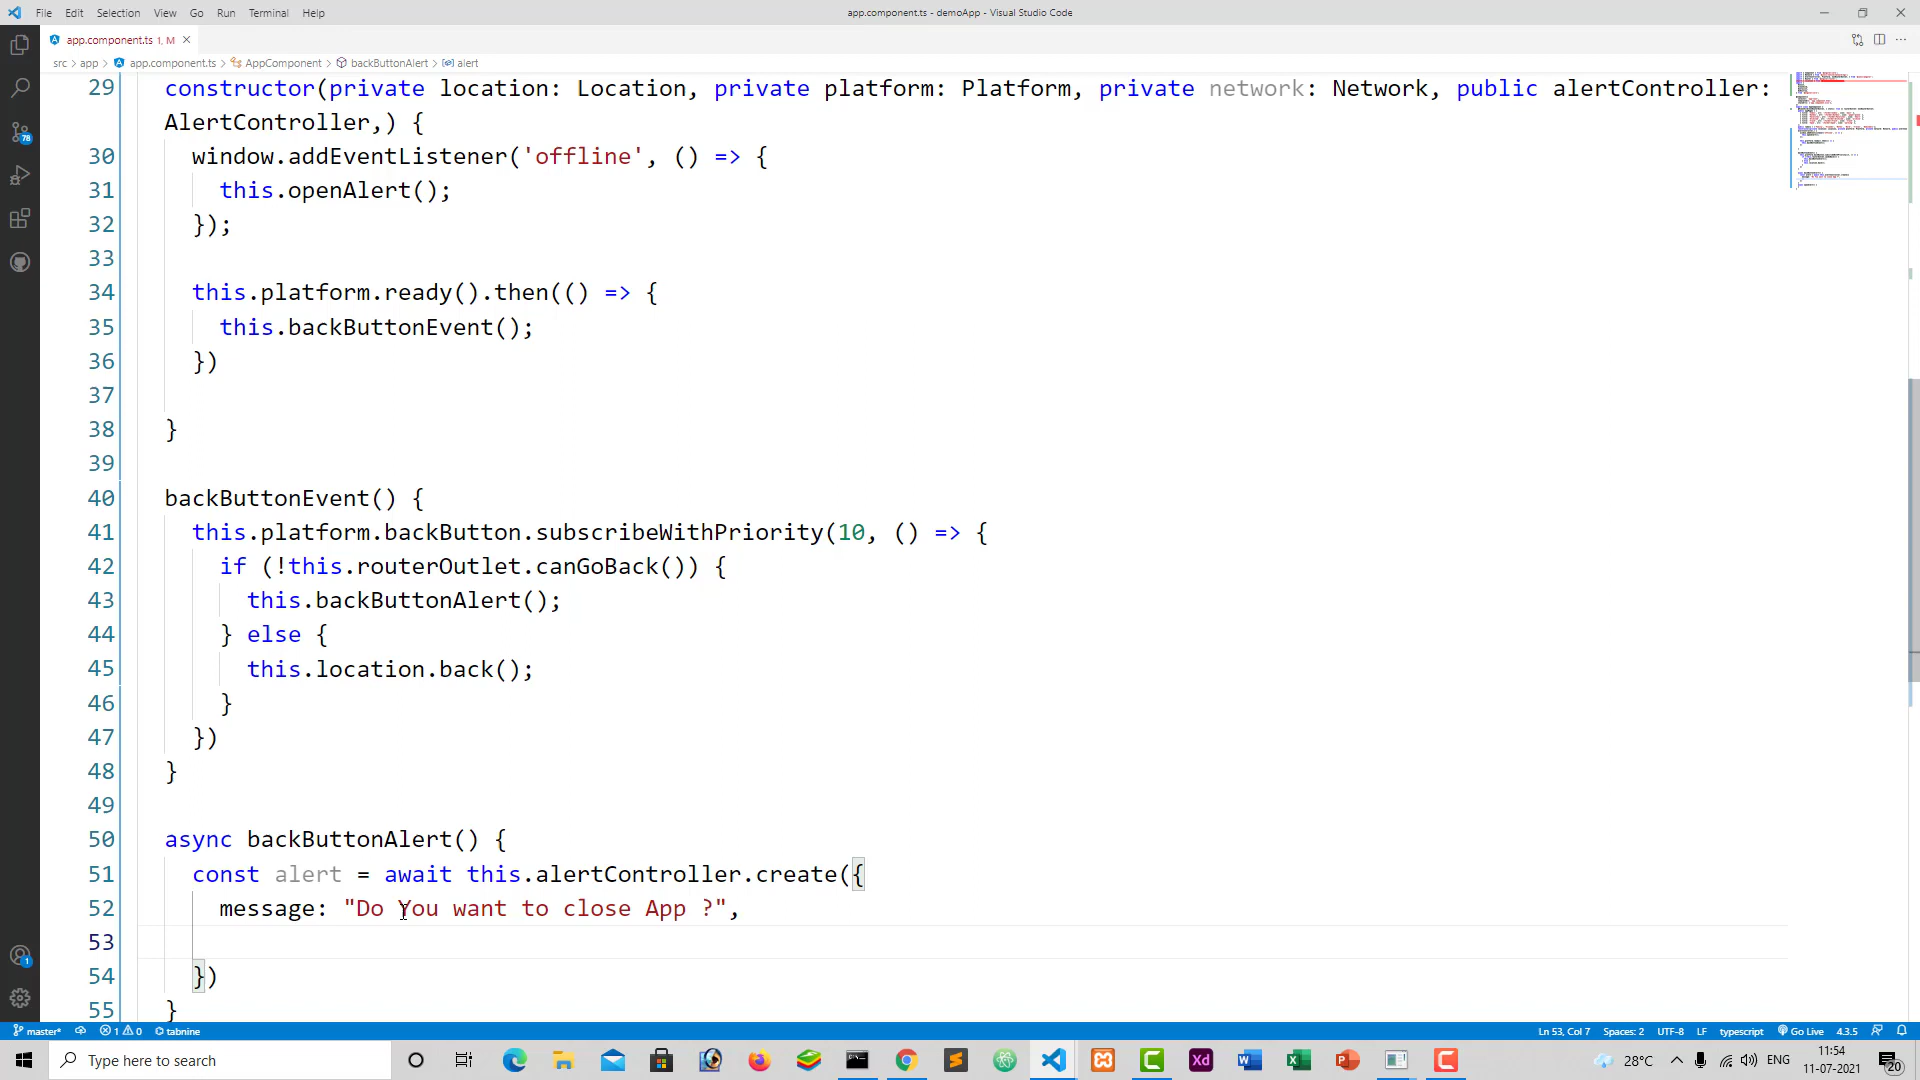 File Edit Selection View Go Run Terminal Help
app.component.ts - demoApp - Visual Studio Code
app.component.ts 1, M
src > app > app.component.ts > AppComponent > backButtonAlert > alert
29 constructor(private location: Location, private platform: Platform, private network: Network, public alertController:
AlertController,) {
30 window.addEventListener('offline', () => {
31 this.openAlert();
32 });
33
34 this.platform.ready().then(() => {
35 this.backButtonEvent();
36 })
37
38 }
39
40 backButtonEvent() {
41 this.platform.backButton.subscribeWithPriority(10, () => {
42 if (!this.routerOutlet.canGoBack()) {
43 this.backButtonAlert();
44 } else {
45 this.location.back();
46 }
47 })
48 }
49
50 async backButtonAlert() {
51 const alert = await this.alertController.create({
52 message: "Do You want to close App ?",
53
54 })
55 }
78
1
master* 1 0 tabnine
Ln 53, Col 7 Spaces: 2 UTF-8 LF typescript Go Live 4.3.5
Type here to search
Xd
28°C
ENG
11:54
11-07-2021
20